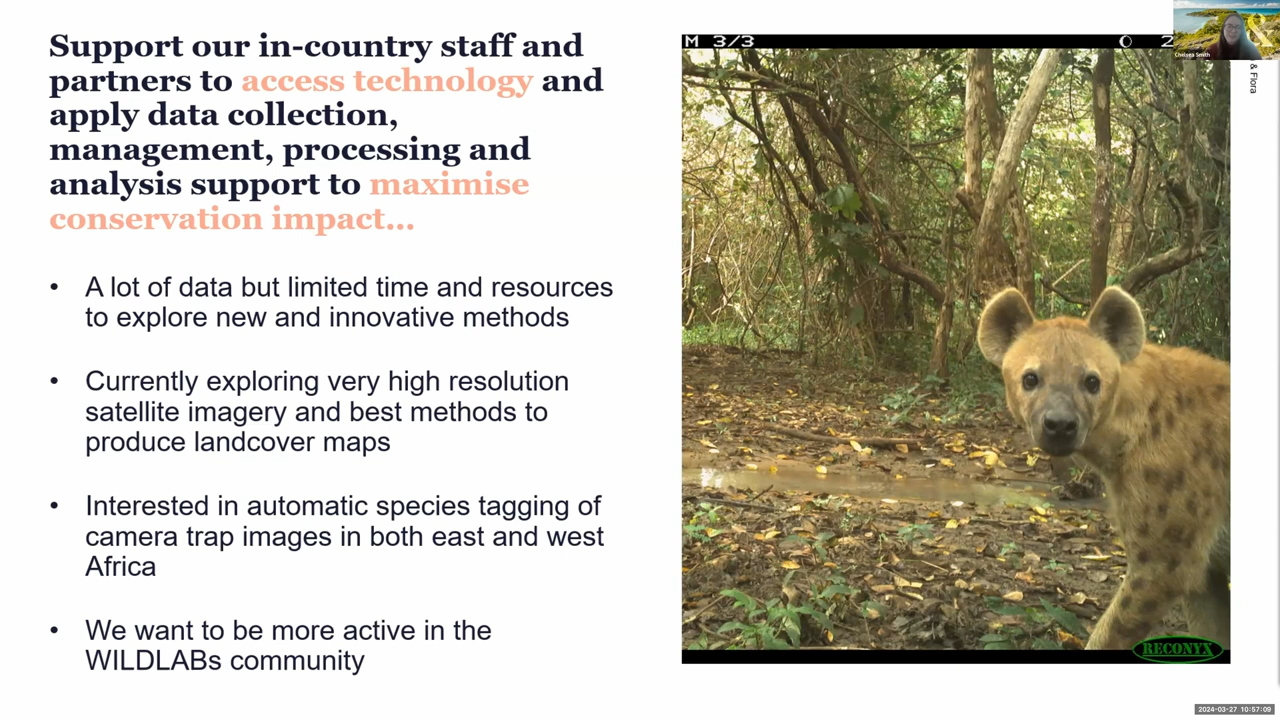 Support our in-country staff and
partners to access technology and
apply data collection,
management, processing and
analysis support to maximise
conservation impact...
• A lot of data but limited time and resources
to explore new and innovative methods
• Currently exploring very high resolution
satellite imagery and best methods to
produce landcover maps
• Interested in automatic species tagging of
camera trap images in both east and west
Africa
• We want to be more active in the
WILDLABs community
M 3/3
2
RECONYX
&
Chelsea Smith
& Flora
2024-03-27 10:57:09